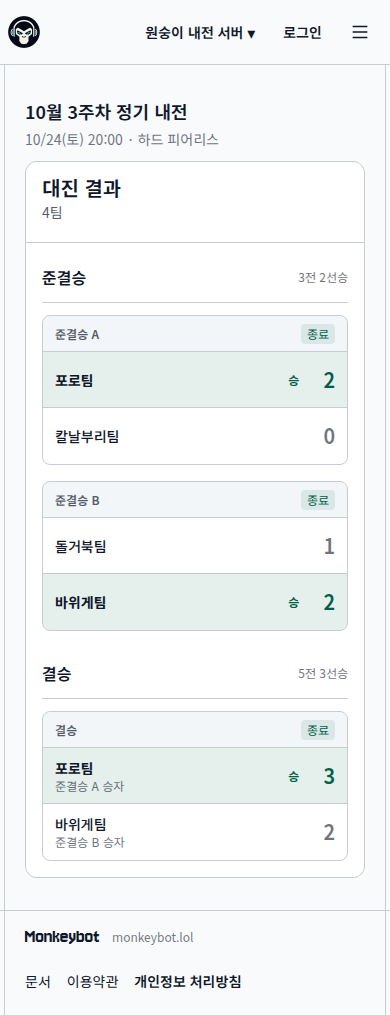 원숭이 내전 서버 ▾ 로그인
10월 3주차 정기 내전
10/24(토) 20:00 · 하드 피어리스
대진 결과
4팀
준결승 3전 2선승
준결승 A 종료
포로팀 승 2
칼날부리팀 0
준결승 B 종료
돌거북팀 1
바위게팀 승 2
결승 5전 3선승
결승 종료
포로팀 승 3
준결승 A 승자
바위게팀 2
준결승 B 승자
Monkeybot monkeybot.lol
문서 이용약관 개인정보 처리방침